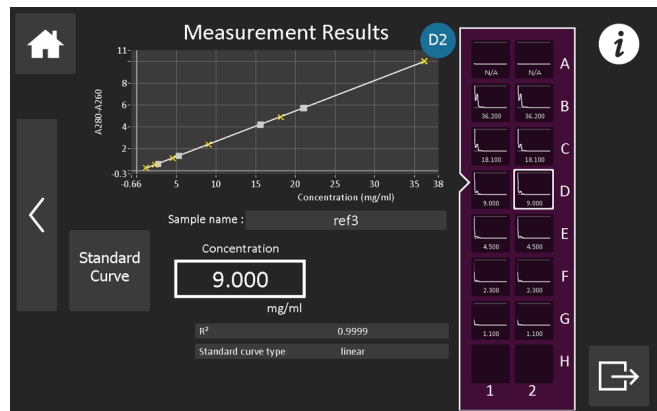 Measurement Results
D2
i
11-
8-
6-
4-
2-
-0.3
A280-A260
-0.66 5 10 15 20 25 30 35 38
Concentration (mg/ml)
Sample name : ref3
Standard
Curve
Concentration
9.000
mg/ml
R² 0.9999
Standard curve type linear
N/A N/A A
36.200 36.200 B
18.100 18.100 C
9.000 9.000 D
4.500 4.500 E
2.300 2.300 F
1.100 1.100 G
H
1 2